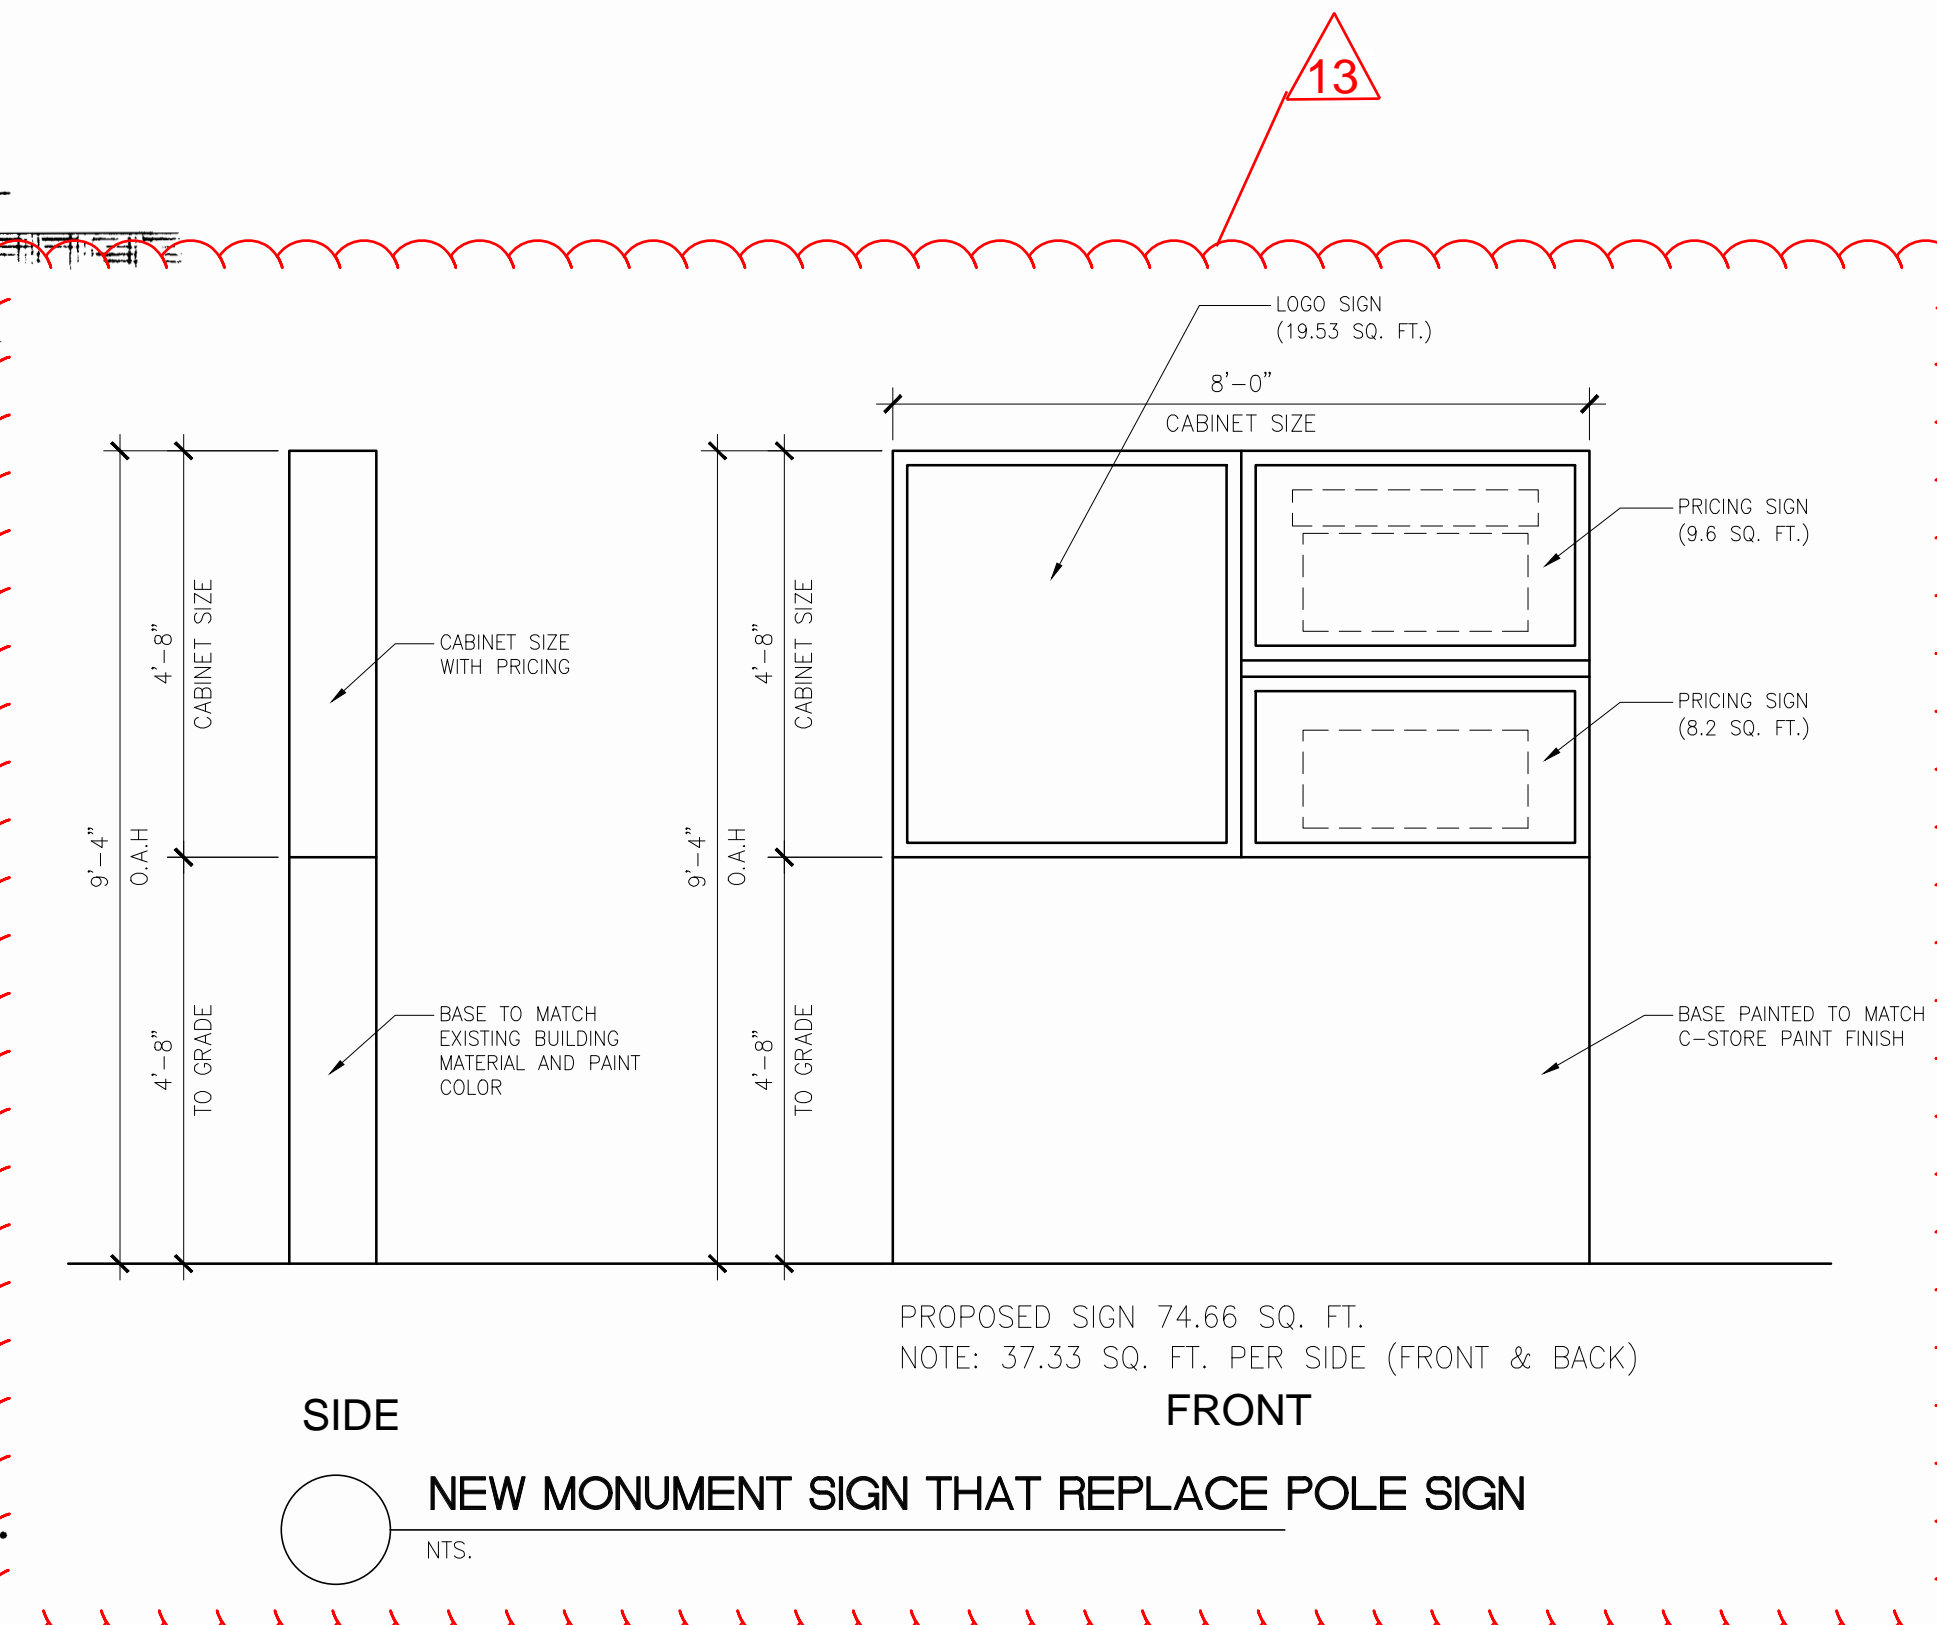 13
LOGO SIGN
(19.53 SQ. FT.)
8'-0"
CABINET SIZE
PRICING SIGN
(9.6 SQ. FT.)
4'-8"
CABINET SIZE
CABINET SIZE
WITH PRICING
4'-8"
CABINET SIZE
PRICING SIGN
(8.2 SQ. FT.)
9'-4"
O.A.H
9'-4"
O.A.H
4'-8"
TO GRADE
BASE TO MATCH
EXISTING BUILDING
MATERIAL AND PAINT
COLOR
4'-8"
TO GRADE
BASE PAINTED TO MATCH
C-STORE PAINT FINISH
PROPOSED SIGN 74.66 SQ. FT.
NOTE: 37.33 SQ. FT. PER SIDE (FRONT & BACK)
SIDE
FRONT
NEW MONUMENT SIGN THAT REPLACE POLE SIGN
NTS.